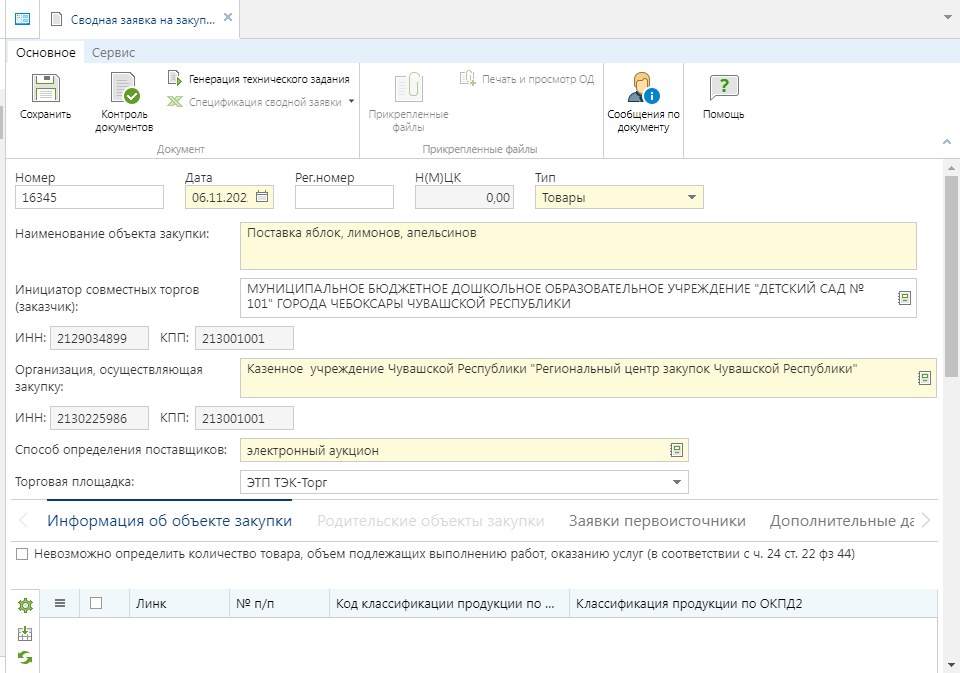 Сводная заявка на закуп...
Основное Сервис
Сохранить
Контроль документов
Генерация технического задания
Спецификация сводной заявки
Документ
Прикрепленные файлы
Печать и просмотр ОД
Прикрепленные файлы
Сообщения по документу
Помощь
Номер Дата Рег.номер Н(М)ЦК Тип
16345 06.11.202 0,00 Товары
Наименование объекта закупки: Поставка яблок, лимонов, апельсинов
Инициатор совместных торгов (заказчик):
МУНИЦИПАЛЬНОЕ БЮДЖЕТНОЕ ДОШКОЛЬНОЕ ОБРАЗОВАТЕЛЬНОЕ УЧРЕЖДЕНИЕ "ДЕТСКИЙ САД №
101" ГОРОДА ЧЕБОКСАРЫ ЧУВАШСКОЙ РЕСПУБЛИКИ
ИНН: 2129034899 КПП: 213001001
Организация, осуществляющая закупку:
Казенное учреждение Чувашской Республики "Региональный центр закупок Чувашской Республики"
ИНН: 2130225986 КПП: 213001001
Способ определения поставщиков: электронный аукцион
Торговая площадка: ЭТП ТЭК-Торг
Информация об объекте закупки Родительские объекты закупки Заявки первоисточники Дополнительные да
Невозможно определить количество товара, объем подлежащих выполнению работ, оказанию услуг (в соответствии с ч. 24 ст. 22 фз 44)
Линк № п/п Код классификации продукции по ... Классификация продукции по ОКПД2